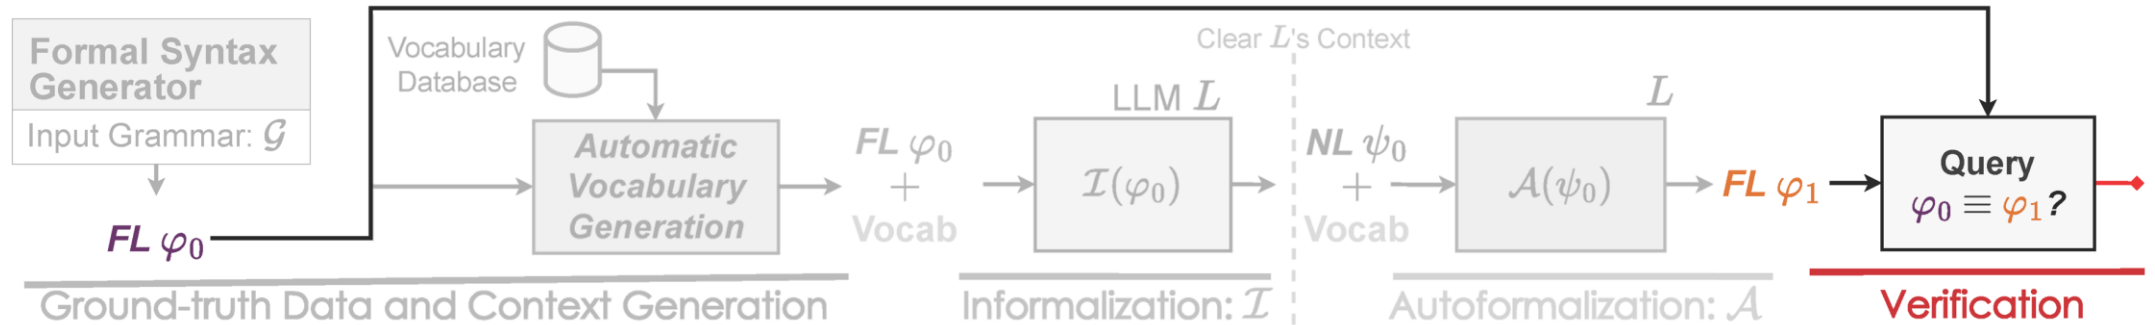 Formal Syntax
Generator
Input Grammar: 𝒢
FL φ₀
Vocabulary
Database
Automatic
Vocabulary
Generation
FL φ₀
+
Vocab
LLM L
ℐ(φ₀)
Clear L's Context
NL ψ₀
+
Vocab
L
𝒜(ψ₀)
FL φ₁
Query
φ₀ ≡ φ₁?
Ground-truth Data and Context Generation
Informalization: ℐ
Autoformalization: 𝒜
Verification